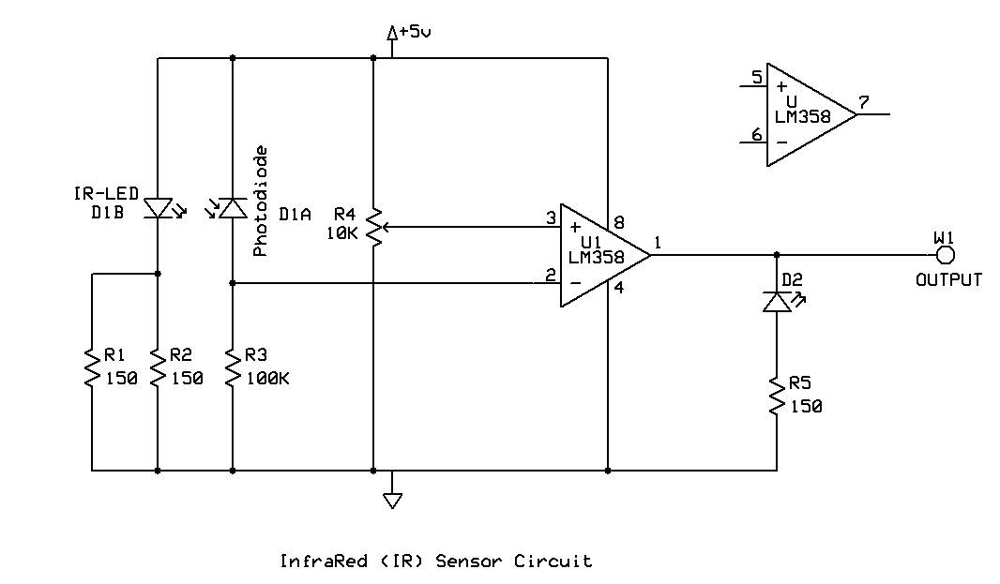 +5v
5
+
U
LM358
7
6
-
IR-LED
D1B
Photodiode
D1A
R4
10K
3
+
8
U1
LM358
1
2
-
4
W1
OUTPUT
D2
R1
150
R2
150
R3
100K
R5
150
InfraRed (IR) Sensor Circuit